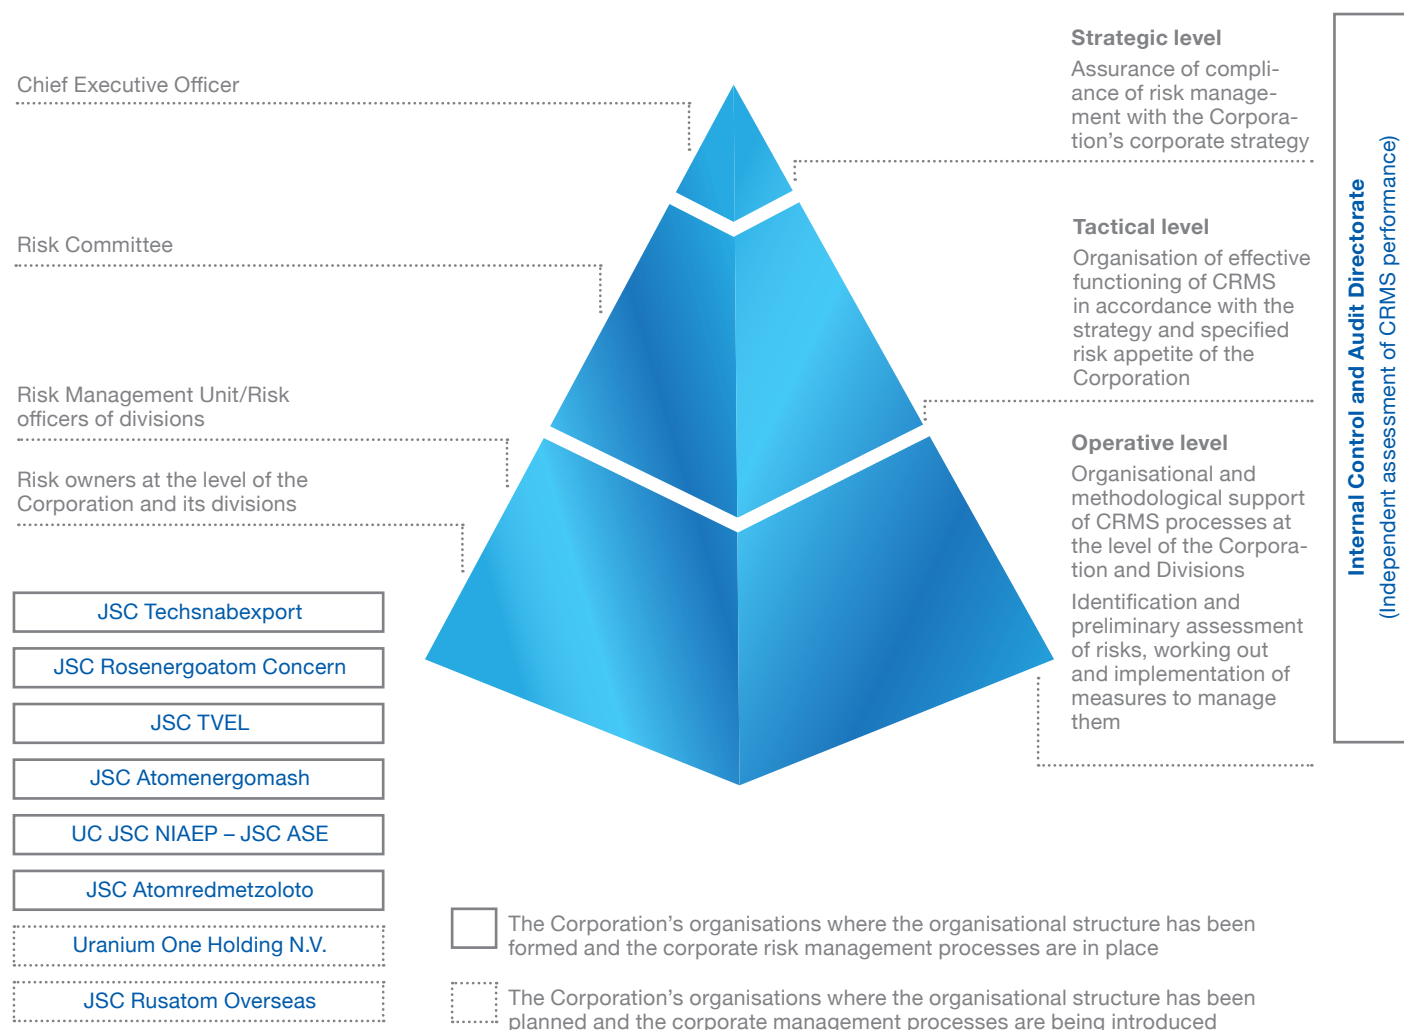 Chief Executive Officer
Risk Committee
Risk Management Unit/Risk
officers of divisions
Risk owners at the level of the
Corporation and its divisions
JSC Techsnabexport
JSC Rosenergoatom Concern
JSC TVEL
JSC Atomenergomash
UC JSC NIAEP – JSC ASE
JSC Atomredmetzoloto
Uranium One Holding N.V.
JSC Rusatom Overseas
Strategic level
Assurance of compli-
ance of risk manage-
ment with the Corpora-
tion's corporate strategy
Tactical level
Organisation of effective
functioning of CRMS
in accordance with the
strategy and specified
risk appetite of the
Corporation
Operative level
Organisational and
methodological support
of CRMS processes at
the level of the Corpora-
tion and Divisions
Identification and
preliminary assessment
of risks, working out
and implementation of
measures to manage
them
Internal Control and Audit Directorate
(Independent assessment of CRMS performance)
The Corporation's organisations where the organisational structure has been
formed and the corporate risk management processes are in place
The Corporation's organisations where the organisational structure has been
planned and the corporate management processes are being introduced